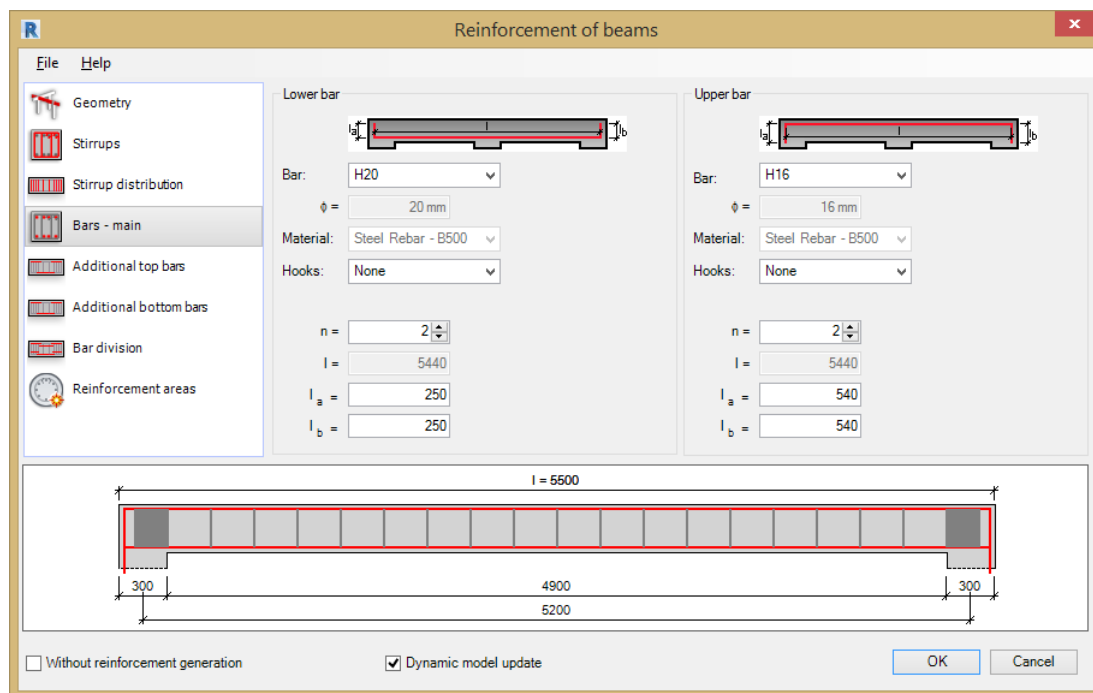 R
Reinforcement of beams
x
File Help
Geometry
Stirrups
Stirrup distribution
Bars - main
Additional top bars
Additional bottom bars
Bar division
Reinforcement areas
Lower bar
la l lb
Bar: H20
ϕ = 20 mm
Material: Steel Rebar - B500
Hooks: None
n = 2
l = 5440
l a = 250
l b = 250
Upper bar
la l lb
Bar: H16
ϕ = 16 mm
Material: Steel Rebar - B500
Hooks: None
n = 2
l = 5440
l a = 540
l b = 540
l = 5500
300 4900 300
5200
Without reinforcement generation
Dynamic model update
OK
Cancel